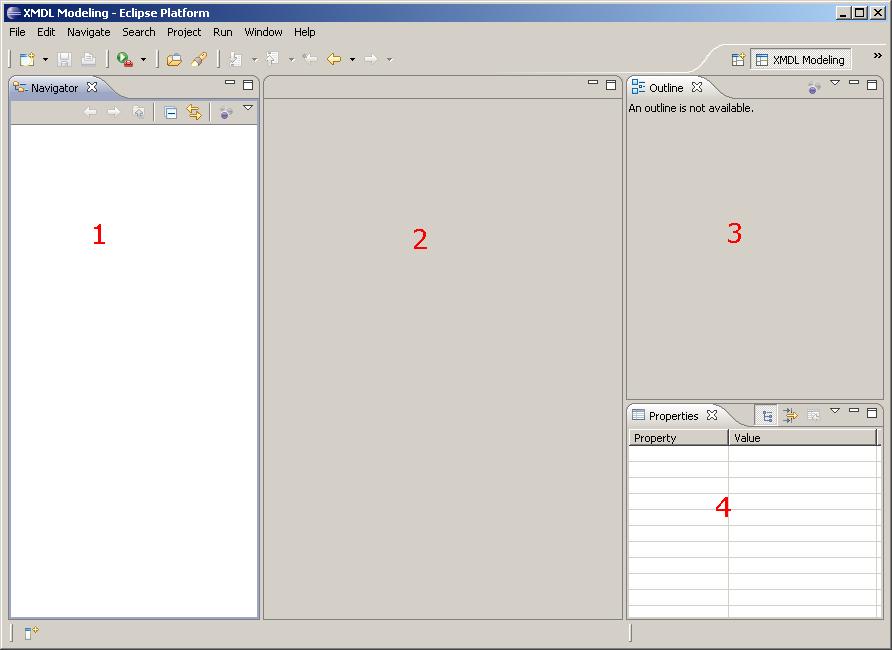 XMDL Modeling - Eclipse Platform
File Edit Navigate Search Project Run Window Help
XMDL Modeling »
Navigator
Outline
An outline is not available.
1
2
3
Properties
Property Value
4